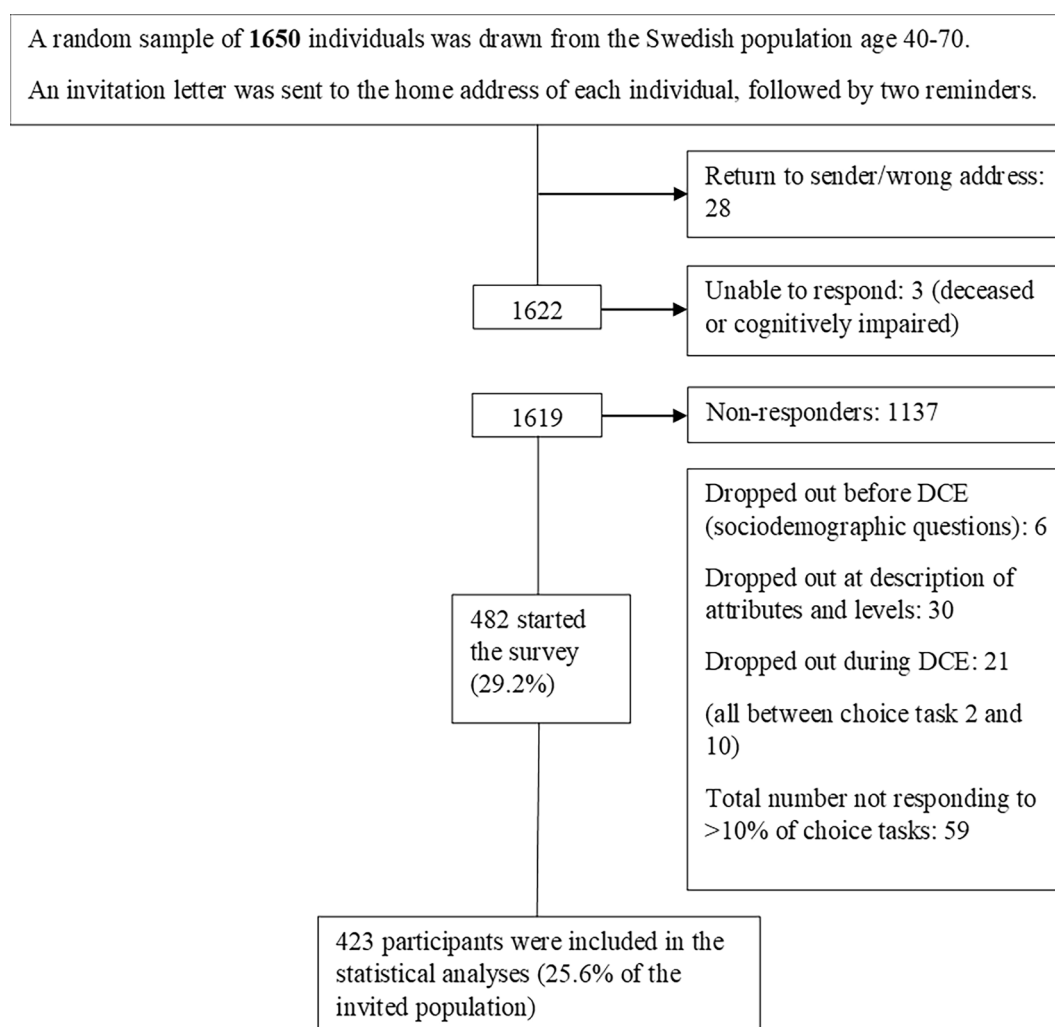 A random sample of 1650 individuals was drawn from the Swedish population age 40-70.
An invitation letter was sent to the home address of each individual, followed by two reminders.
Return to sender/wrong address:
28
1622
Unable to respond: 3 (deceased
or cognitively impaired)
1619
Non-responders: 1137
Dropped out before DCE
(sociodemographic questions): 6
Dropped out at description of
attributes and levels: 30
Dropped out during DCE: 21
(all between choice task 2 and
10)
Total number not responding to
>10% of choice tasks: 59
482 started
the survey
(29.2%)
423 participants were included in the
statistical analyses (25.6% of the
invited population)